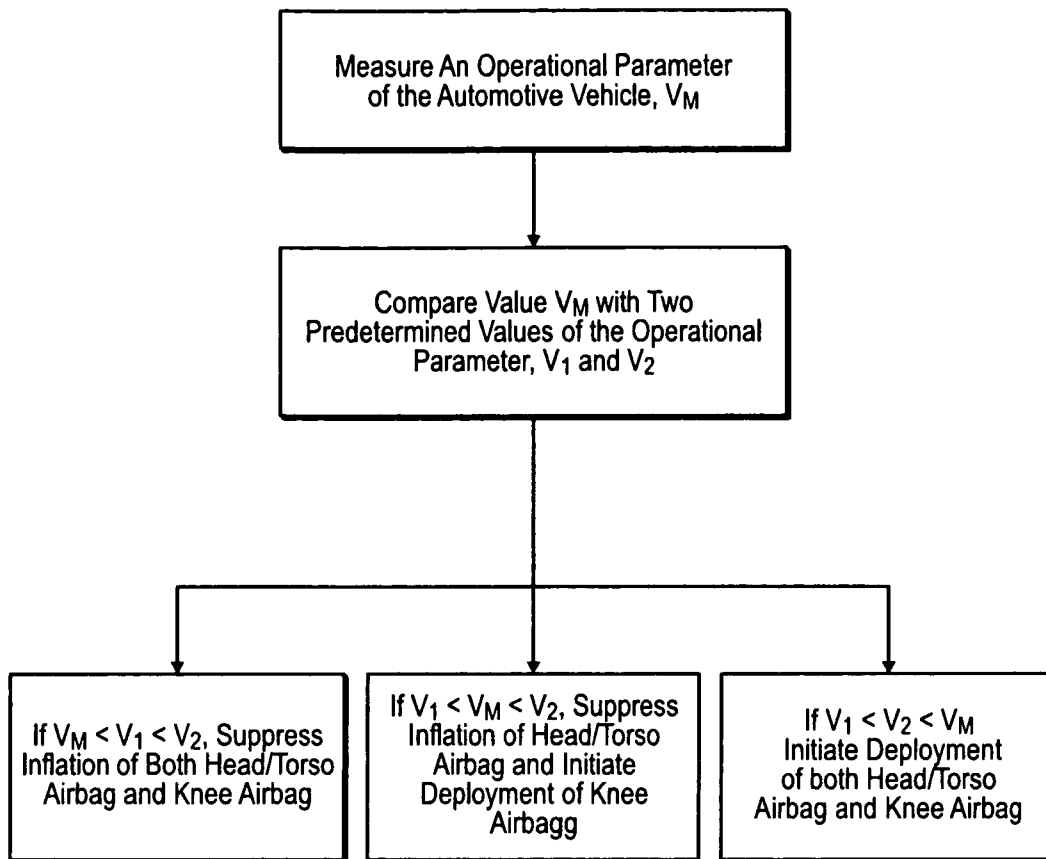 Measure An Operational Parameter
of the Automotive Vehicle, VM
Compare Value VM with Two
Predetermined Values of the Operational
Parameter, V1 and V2
If VM < V1 < V2, Suppress
Inflation of Both Head/Torso
Airbag and Knee Airbag
If V1 < VM < V2, Suppress
Inflation of Head/Torso
Airbag and Initiate
Deployment of Knee
Airbagg
If V1 < V2 < VM
Initiate Deployment
of both Head/Torso
Airbag and Knee Airbag